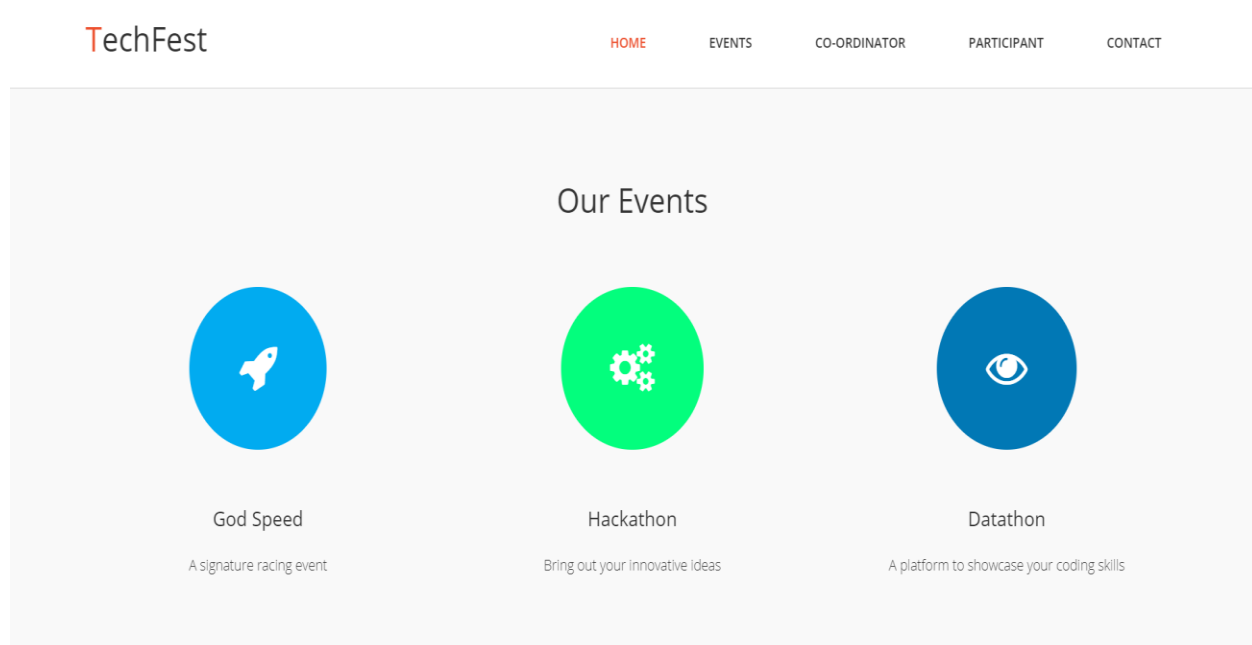 TechFest
HOME EVENTS CO-ORDINATOR PARTICIPANT CONTACT
Our Events
God Speed
A signature racing event
Hackathon
Bring out your innovative ideas
Datathon
A platform to showcase your coding skills